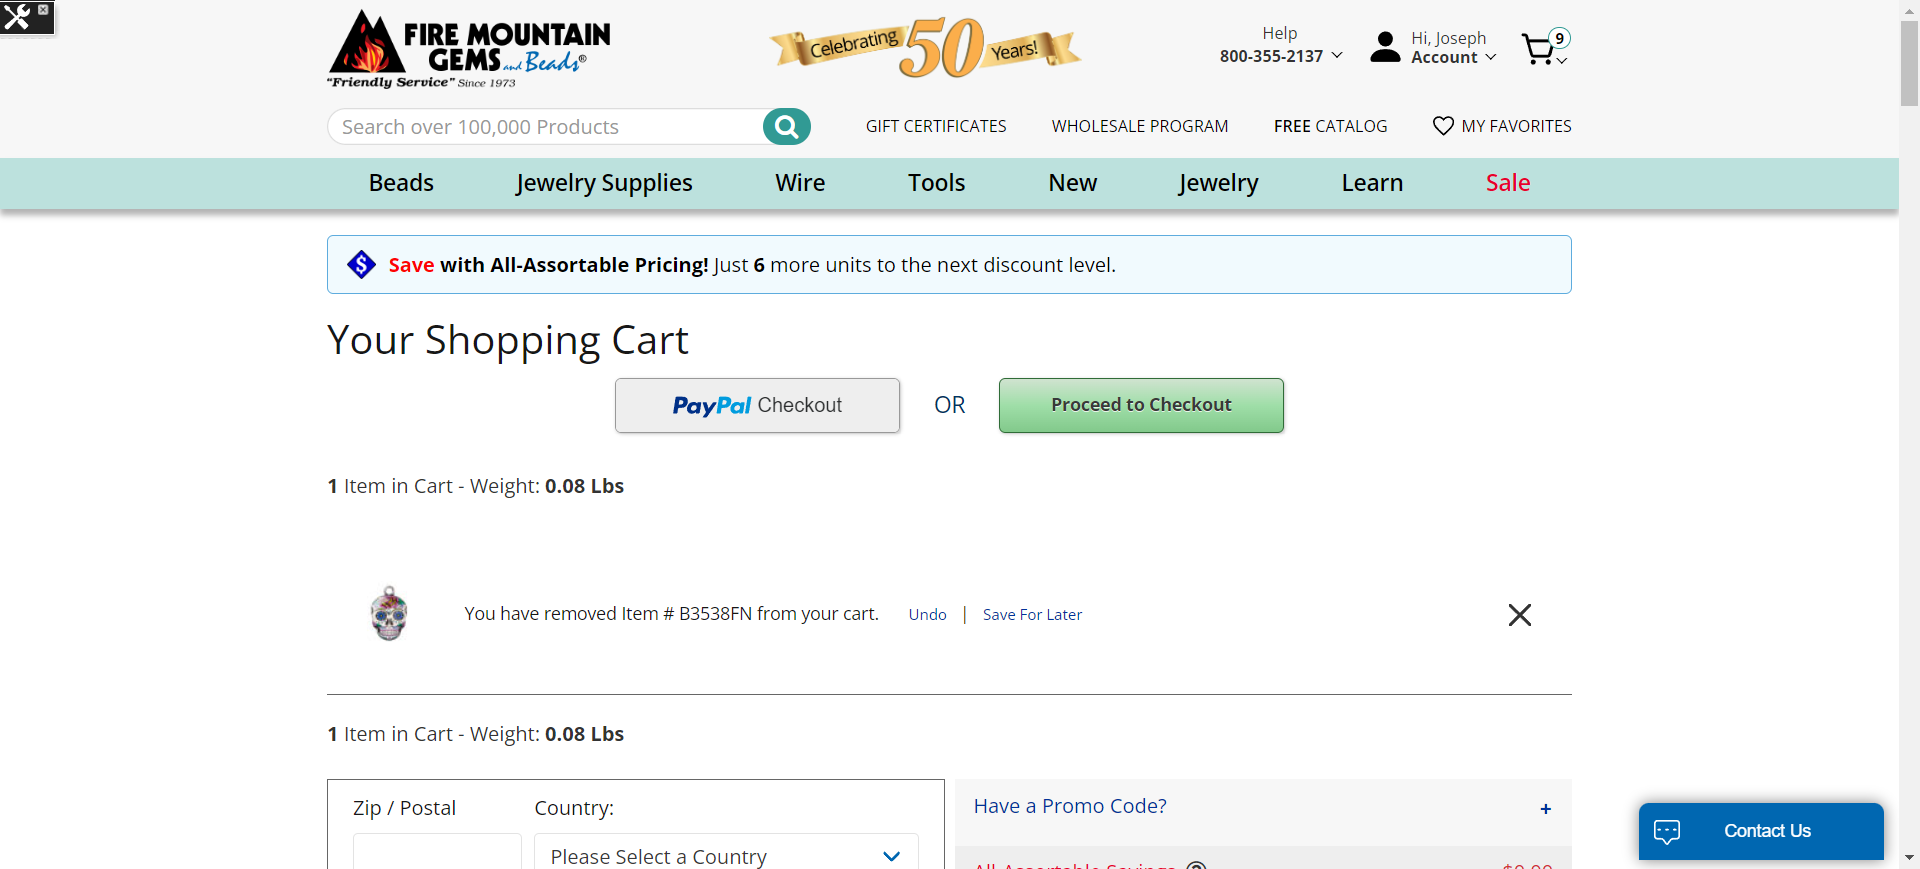 FIRE MOUNTAIN
GEMS and Beads®
"Friendly Service" Since 1973
Celebrating 50 Years!
Help
800-355-2137
Hi, Joseph
Account
9
Search over 100,000 Products
GIFT CERTIFICATES
WHOLESALE PROGRAM
FREE CATALOG
MY FAVORITES
Beads
Jewelry Supplies
Wire
Tools
New
Jewelry
Learn
Sale
$ Save with All-Assortable Pricing! Just 6 more units to the next discount level.
Your Shopping Cart
PayPal Checkout
OR
Proceed to Checkout
1 Item in Cart - Weight: 0.08 Lbs
You have removed Item # B3538FN from your cart.
Undo | Save For Later
1 Item in Cart - Weight: 0.08 Lbs
Zip / Postal
Country:
Please Select a Country
Have a Promo Code?
+
All-Assortable Savings
$0.00
Contact Us